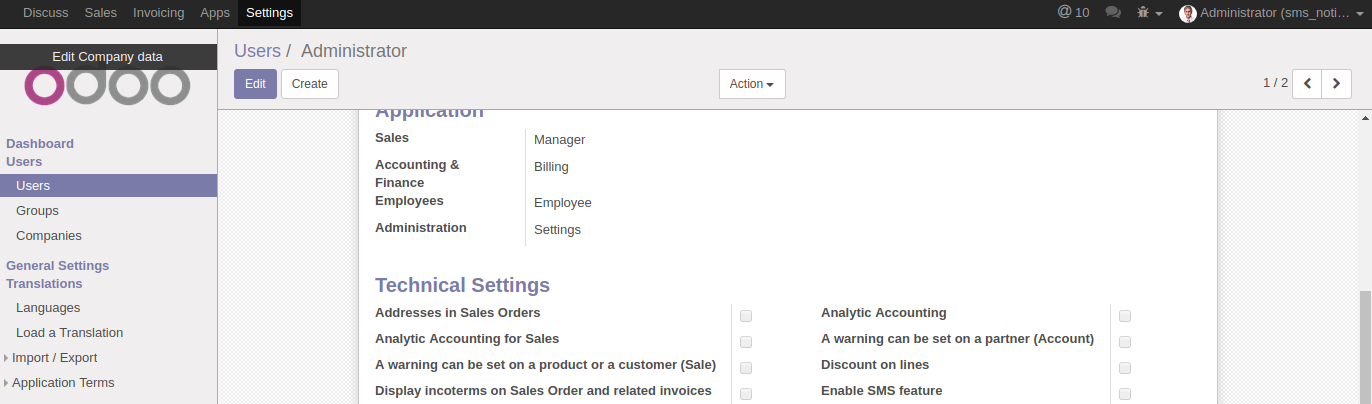 Discuss Sales Invoicing Apps Settings @ 10 Administrator (sms_noti...
Edit Company data
odoo
Dashboard
Users
Users
Groups
Companies
General Settings
Translations
Languages
Load a Translation
Import / Export
Application Terms
Users / Administrator
Edit Create Action 1 / 2
Application
Sales Manager
Accounting & Finance Billing
Employees Employee
Administration Settings
Technical Settings
Addresses in Sales Orders Analytic Accounting
Analytic Accounting for Sales A warning can be set on a partner (Account)
A warning can be set on a product or a customer (Sale) Discount on lines
Display incoterms on Sales Order and related invoices Enable SMS feature